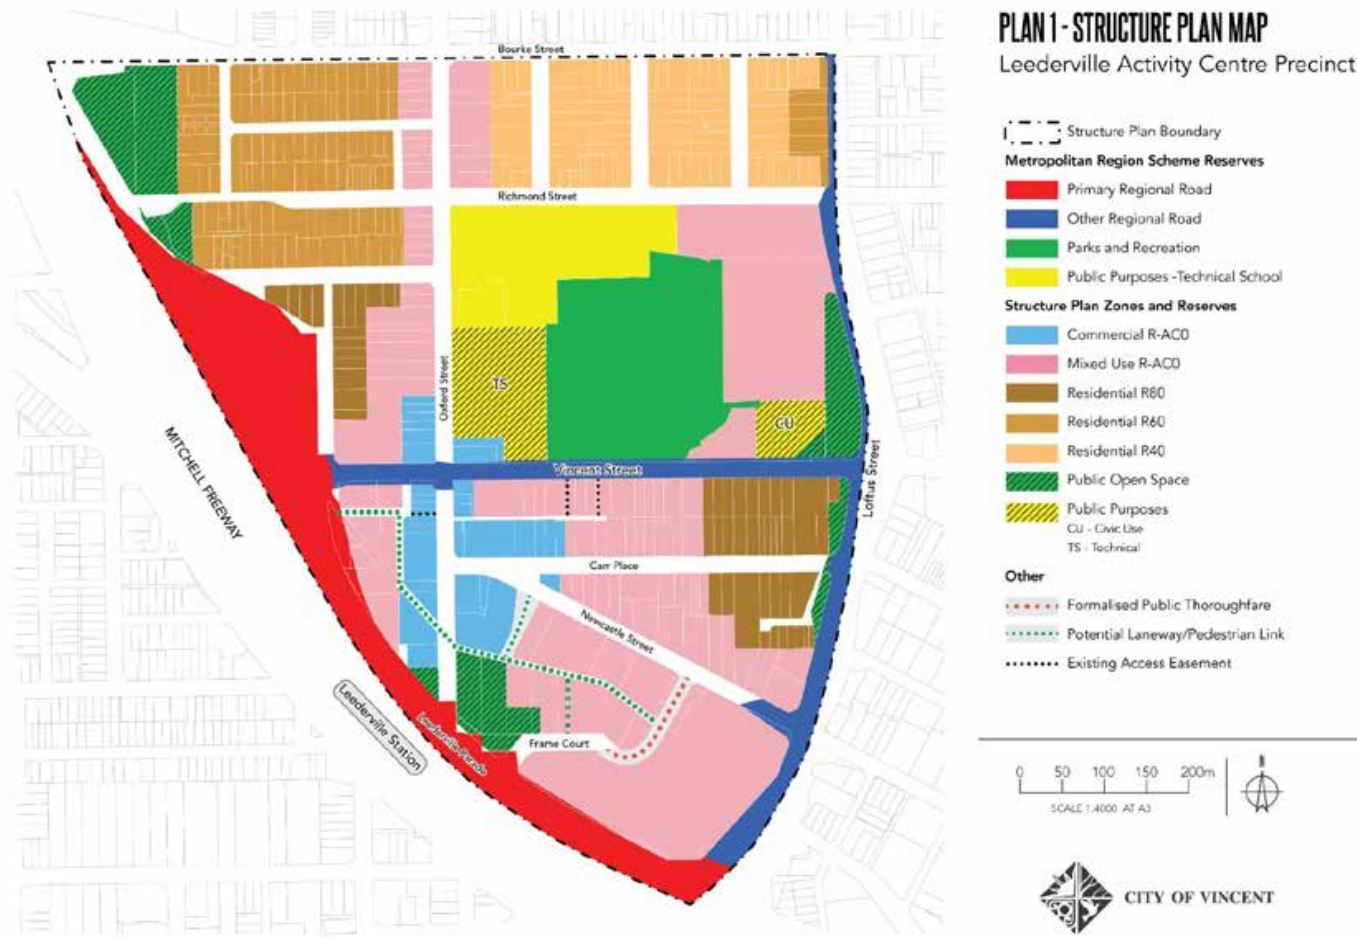 PLAN 1 - STRUCTURE PLAN MAP
Leederville Activity Centre Precinct
Structure Plan Boundary
Metropolitan Region Scheme Reserves
Primary Regional Road
Other Regional Road
Parks and Recreation
Public Purposes -Technical School
Structure Plan Zones and Reserves
Commercial R-AC0
Mixed Use R-AC0
Residential R80
Residential R60
Residential R40
Public Open Space
Public Purposes
CU - Civic Use
TS - Technical
Other
Formalised Public Thoroughfare
Potential Laneway/Pedestrian Link
Existing Access Easement
0 50 100 150 200m
SCALE 1:4000 AT A3
N
CITY OF VINCENT
Bourke Street
Richmond Street
Oxford Street
TS
CU
Vincent Street
Loftus Street
MITCHELL FREEWAY
Carr Place
Newcastle Street
Leederville Station
Leederville Parade
Frame Court